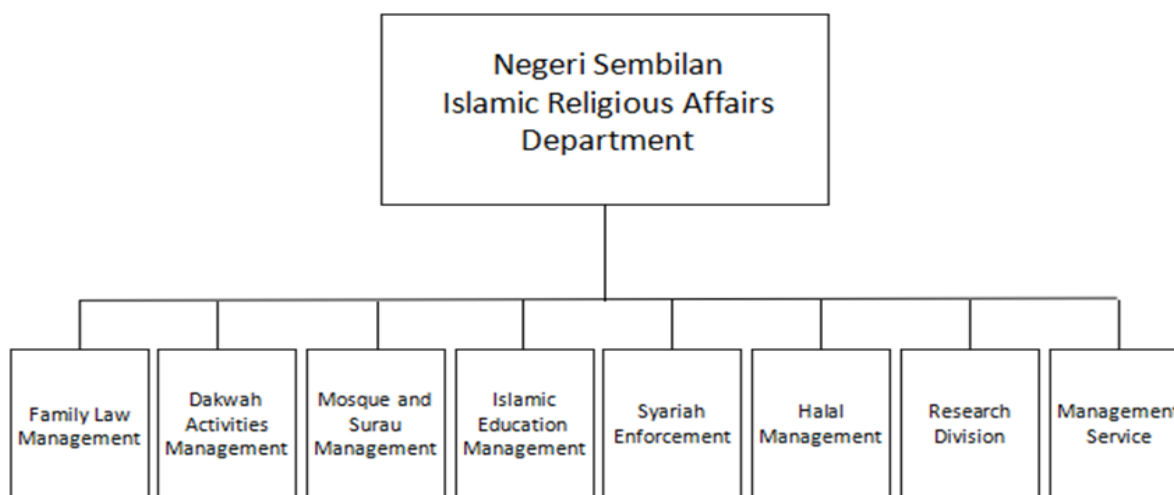 Negeri Sembilan
Islamic Religious Affairs
Department
Family Law
Management
Dakwah
Activities
Management
Mosque and
Surau
Management
Islamic
Education
Management
Syariah
Enforcement
Halal
Management
Research
Division
Management
Service